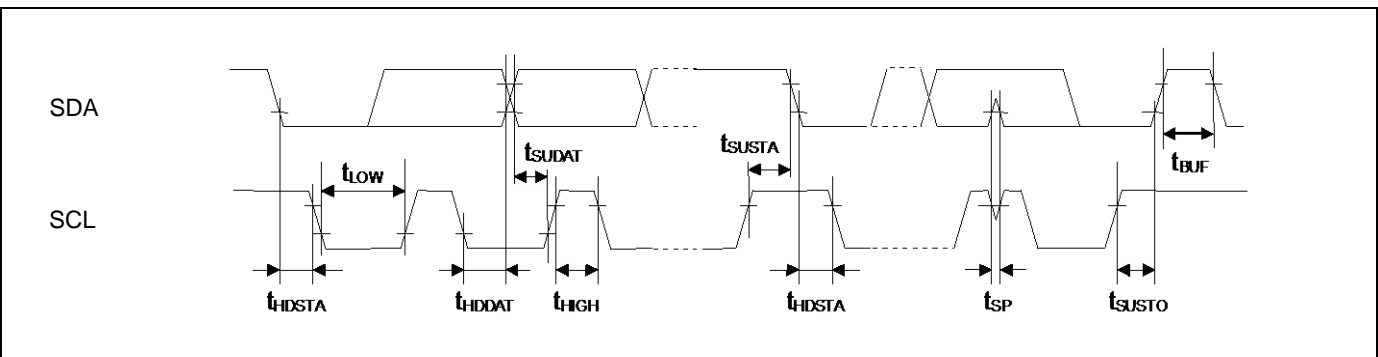 SDA
tSUDAT
tSUSTA
tBUF
tLOW
SCL
tHDSTA
tHDDAT
tHIGH
tHDSTA
tSP
tSUSTO